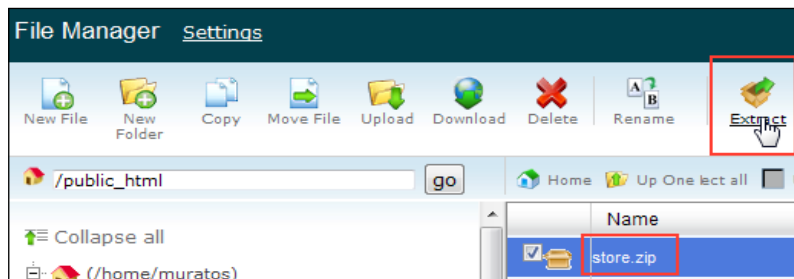 File Manager Settings
New File New Folder Copy Move File Upload Download Delete Rename Extract
/public_html go Home Up One lect all
Name
Collapse all
store.zip
(/home/muratos)